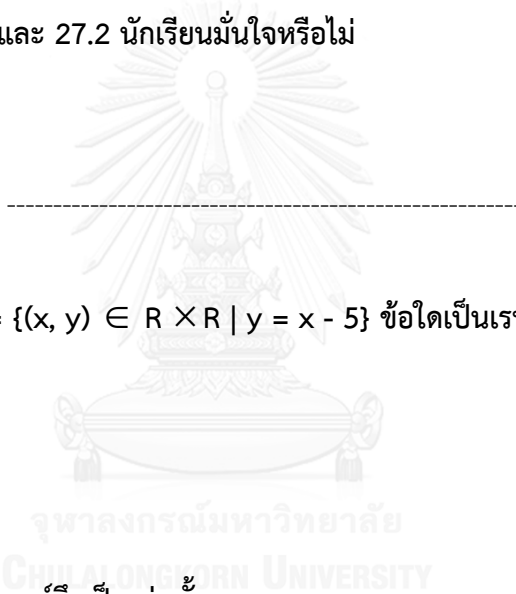 และ 27.2 นักเรียนมั่นใจหรือไม่
{(x, y) ∈ R × R | y = x - 5} ข้อใดเป็น
จุฬาลงกรณ์มหาวิทยาลัย
CHULALONGKORN UNIVERSITY